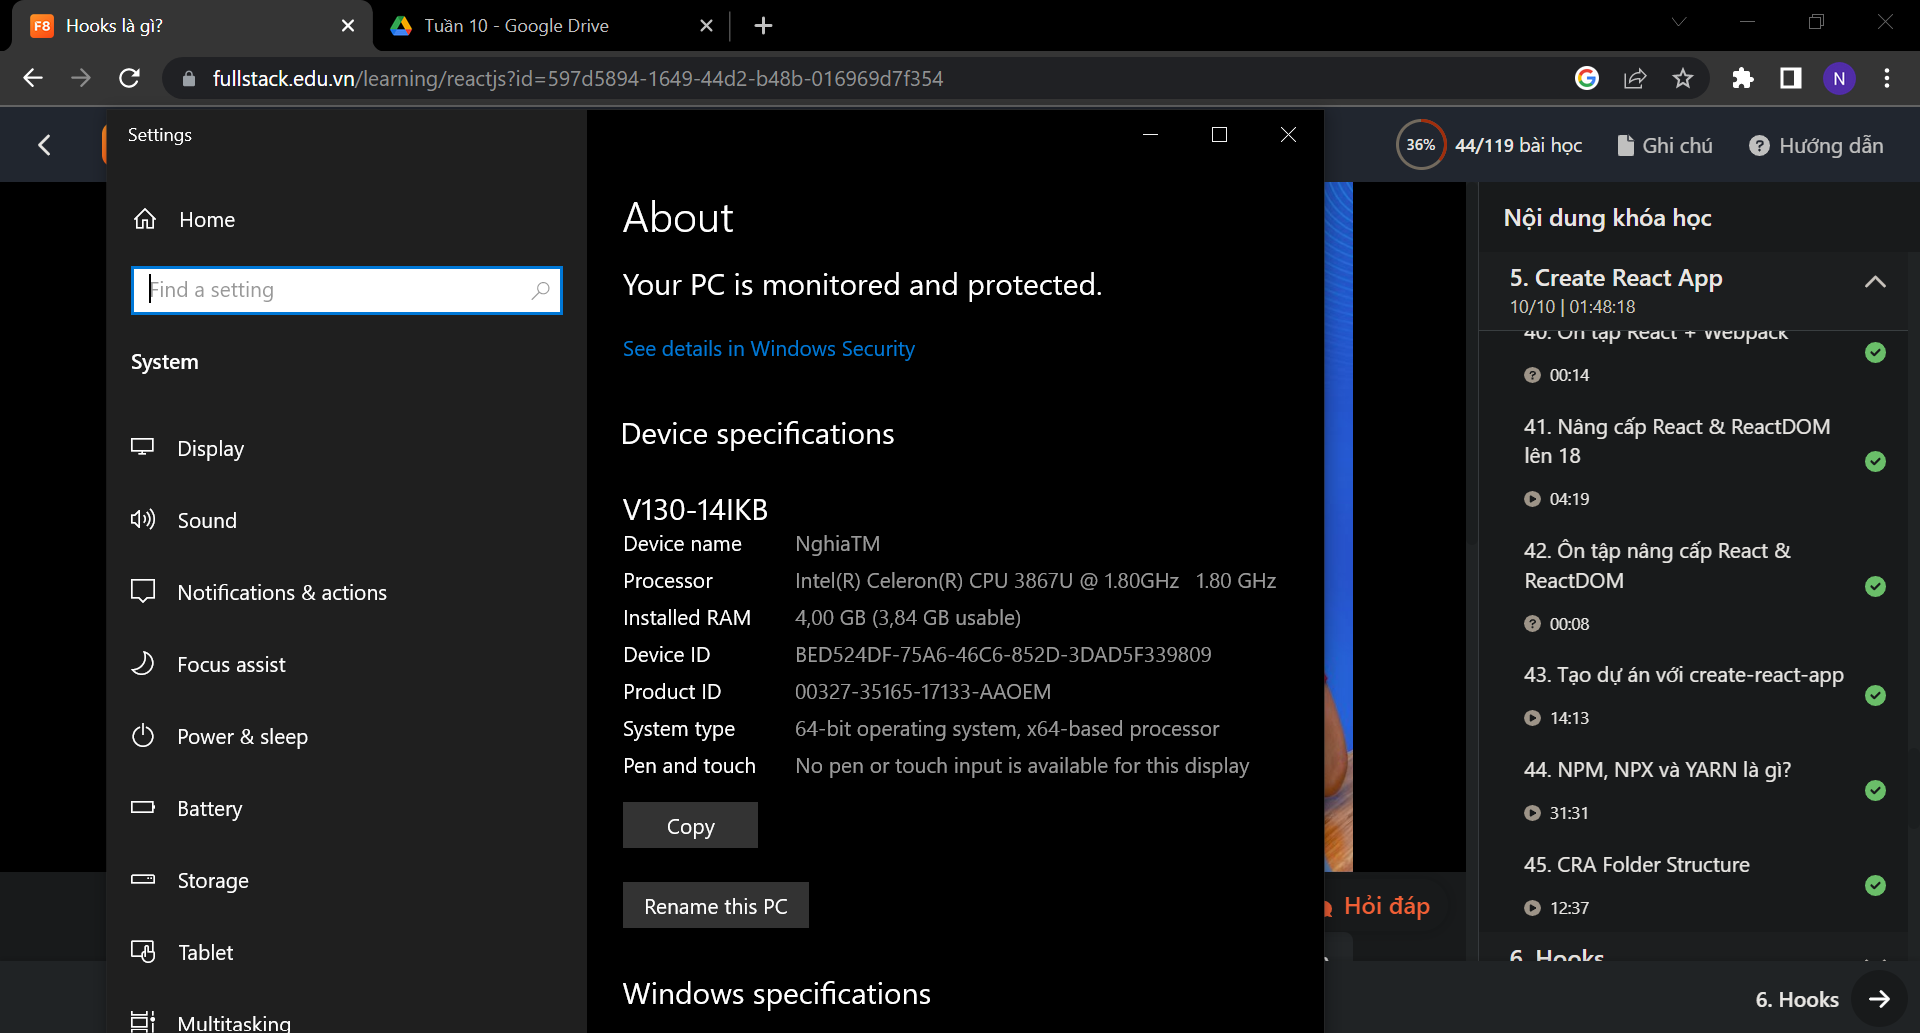 F8 Hooks là gì?
Tuần 10 - Google Drive
fullstack.edu.vn/learning/reactjs?id=597d5894-1649-44d2-b48b-016969d7f354
N
Settings
Home
Find a setting
System
Display
Sound
Notifications & actions
Focus assist
Power & sleep
Battery
Storage
Tablet
Multitasking
About
Your PC is monitored and protected.
See details in Windows Security
Device specifications
V130-14IKB
Device name NghiaTM
Processor Intel(R) Celeron(R) CPU 3867U @ 1.80GHz 1.80 GHz
Installed RAM 4,00 GB (3,84 GB usable)
Device ID BED524DF-75A6-46C6-852D-3DAD5F339809
Product ID 00327-35165-17133-AAOEM
System type 64-bit operating system, x64-based processor
Pen and touch No pen or touch input is available for this display
Copy
Rename this PC
Windows specifications
36% 44/119 bài học
Ghi chú
Hướng dẫn
Hỏi đáp
Nội dung khóa học
5. Create React App
10/10 | 01:48:18
40. Ôn tập React + Webpack
00:14
41. Nâng cấp React & ReactDOM
lên 18
04:19
42. Ôn tập nâng cấp React &
ReactDOM
00:08
43. Tạo dự án với create-react-app
14:13
44. NPM, NPX và YARN là gì?
31:31
45. CRA Folder Structure
12:37
6. Hooks
6. Hooks